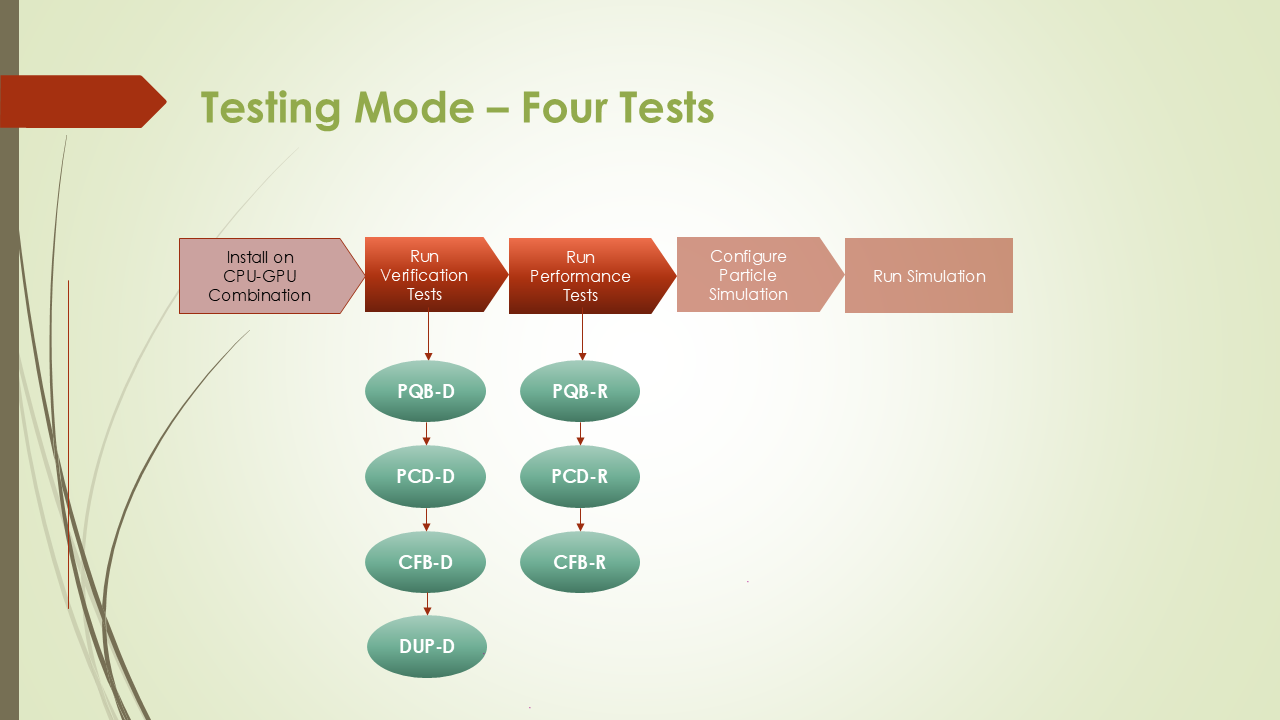 Testing Mode – Four Tests
Install on
CPU-GPU
Combination
Run
Verification
Tests
Run
Performance
Tests
Configure
Particle
Simulation
Run Simulation
PQB-D
PQB-R
PCD-D
PCD-R
CFB-D
CFB-R
DUP-D